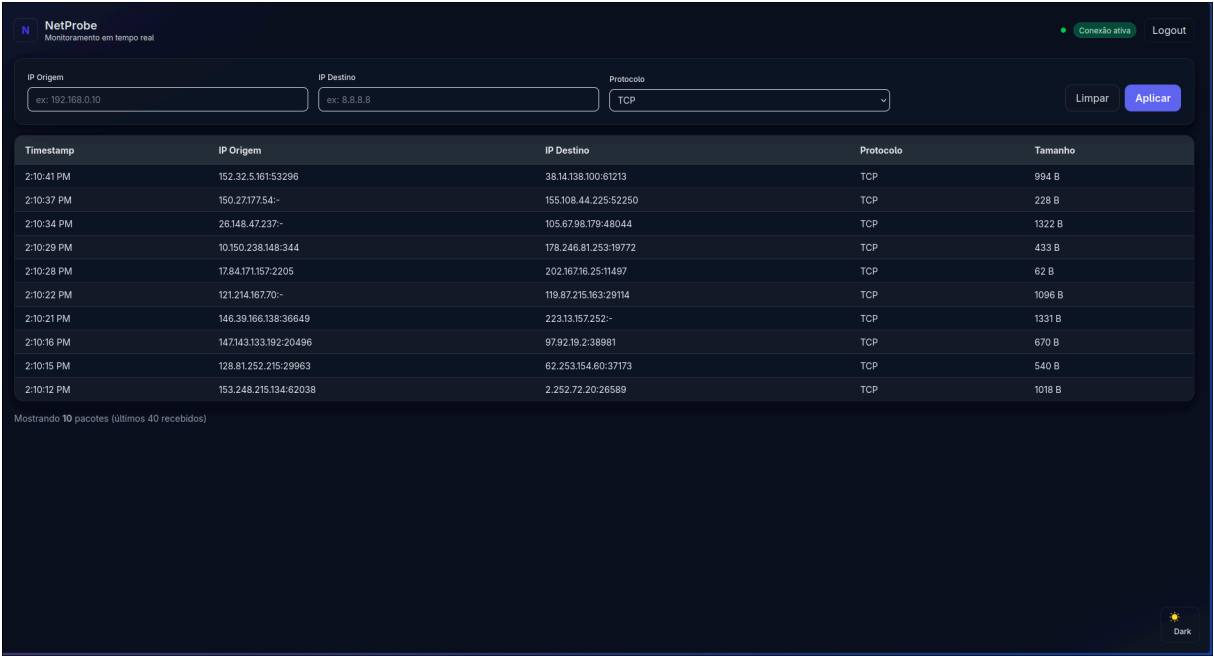 N
NetProbe
Monitoramento em tempo real
Conexão ativa
Logout
IP Origem
IP Destino
Protocolo
ex: 192.168.0.10
ex: 8.8.8.8
TCP
Limpar
Aplicar
Timestamp IP Origem IP Destino Protocolo Tamanho
2:10:41 PM 152.32.5.161:53296 38.14.138.100:61213 TCP 994 B
2:10:37 PM 150.27.177.54:- 155.108.44.225:52250 TCP 228 B
2:10:34 PM 26.148.47.237:- 105.67.98.179:48044 TCP 1322 B
2:10:29 PM 10.150.238.148:344 178.246.81.253:19772 TCP 433 B
2:10:28 PM 17.84.171.157:2205 202.167.16.25:11497 TCP 62 B
2:10:22 PM 121.214.167.70:- 119.87.215.163:29114 TCP 1096 B
2:10:21 PM 146.39.166.138:36649 223.13.157.252:- TCP 1331 B
2:10:16 PM 147.143.133.192:20496 97.92.19.2:38981 TCP 670 B
2:10:15 PM 128.81.252.215:29963 62.253.154.60:37173 TCP 540 B
2:10:12 PM 153.248.215.134:62038 2.252.72.20:26589 TCP 1018 B
Mostrando 10 pacotes (últimos 40 recebidos)
Dark